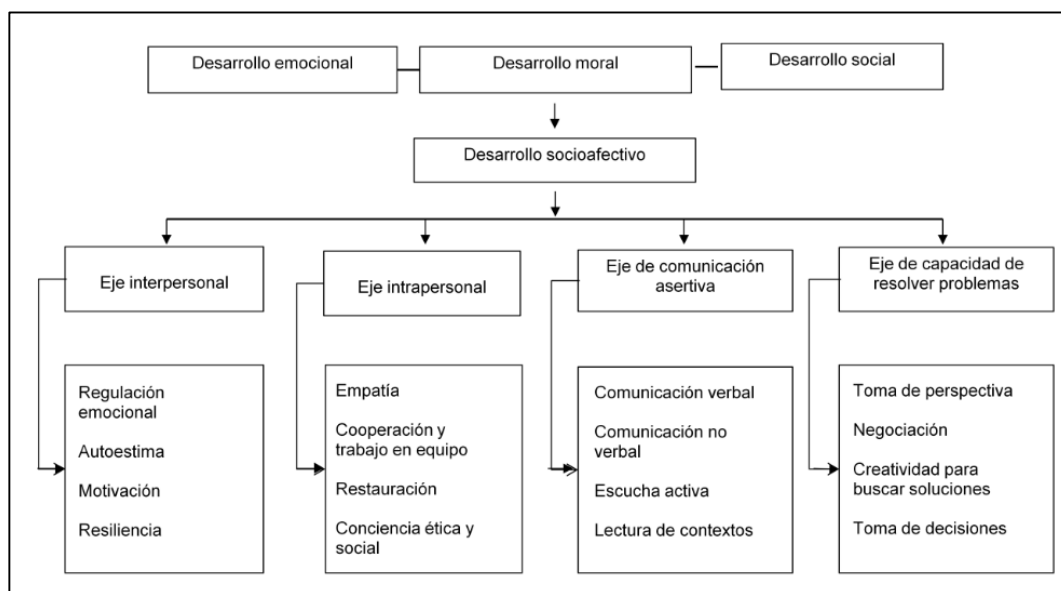 Desarrollo emocional
Desarrollo moral
Desarrollo social
Desarrollo socioafectivo
Eje interpersonal
Eje intrapersonal
Eje de comunicación
asertiva
Eje de capacidad de
resolver problemas
Regulación
emocional
Autoestima
Motivación
Resiliencia
Empatía
Cooperación y
trabajo en equipo
Restauración
Conciencia ética y
social
Comunicación verbal
Comunicación no
verbal
Escucha activa
Lectura de contextos
Toma de perspectiva
Negociación
Creatividad para
buscar soluciones
Toma de decisiones